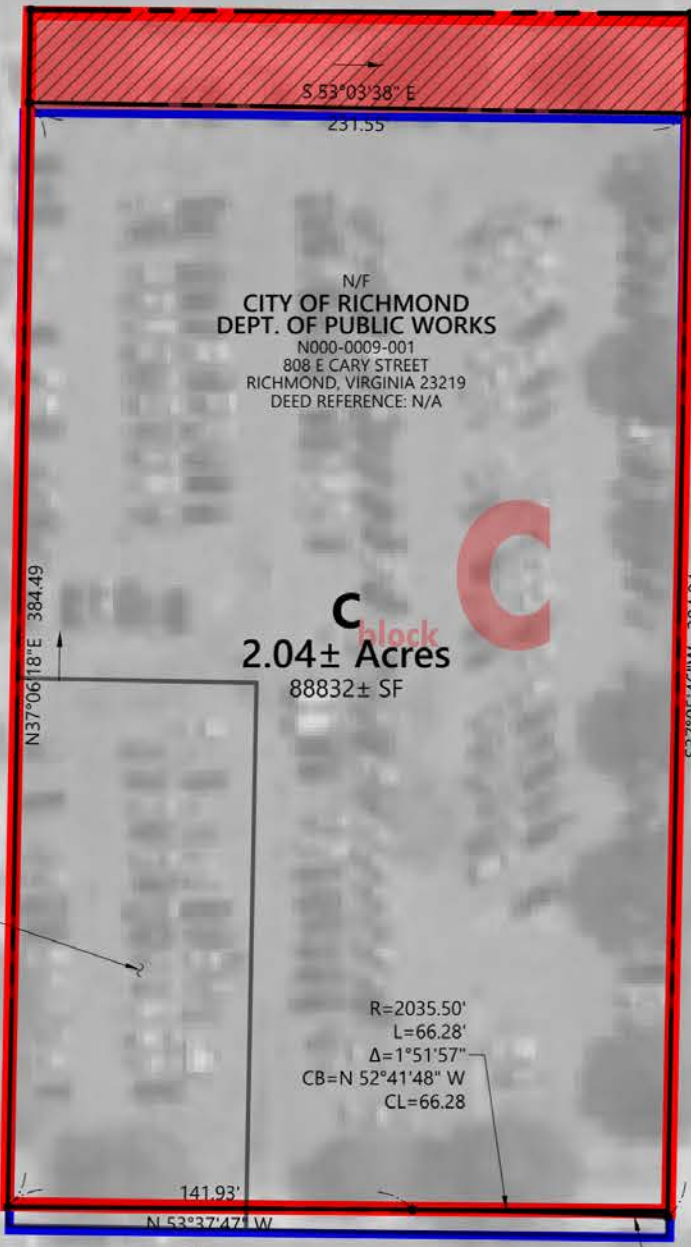 S 53°03'38" E
231.55'
N/F
CITY OF RICHMOND
DEPT. OF PUBLIC WORKS
N000-0009-001
808 E CARY STREET
RICHMOND, VIRGINIA 23219
DEED REFERENCE: N/A
N37°06'18"E 384.49
C
C
block
2.04± Acres
88832± SF
R=2035.50'
L=66.28'
Δ=1°51'57"
CB=N 52°41'48" W
CL=66.28
141.93'
N 53°37'47" W